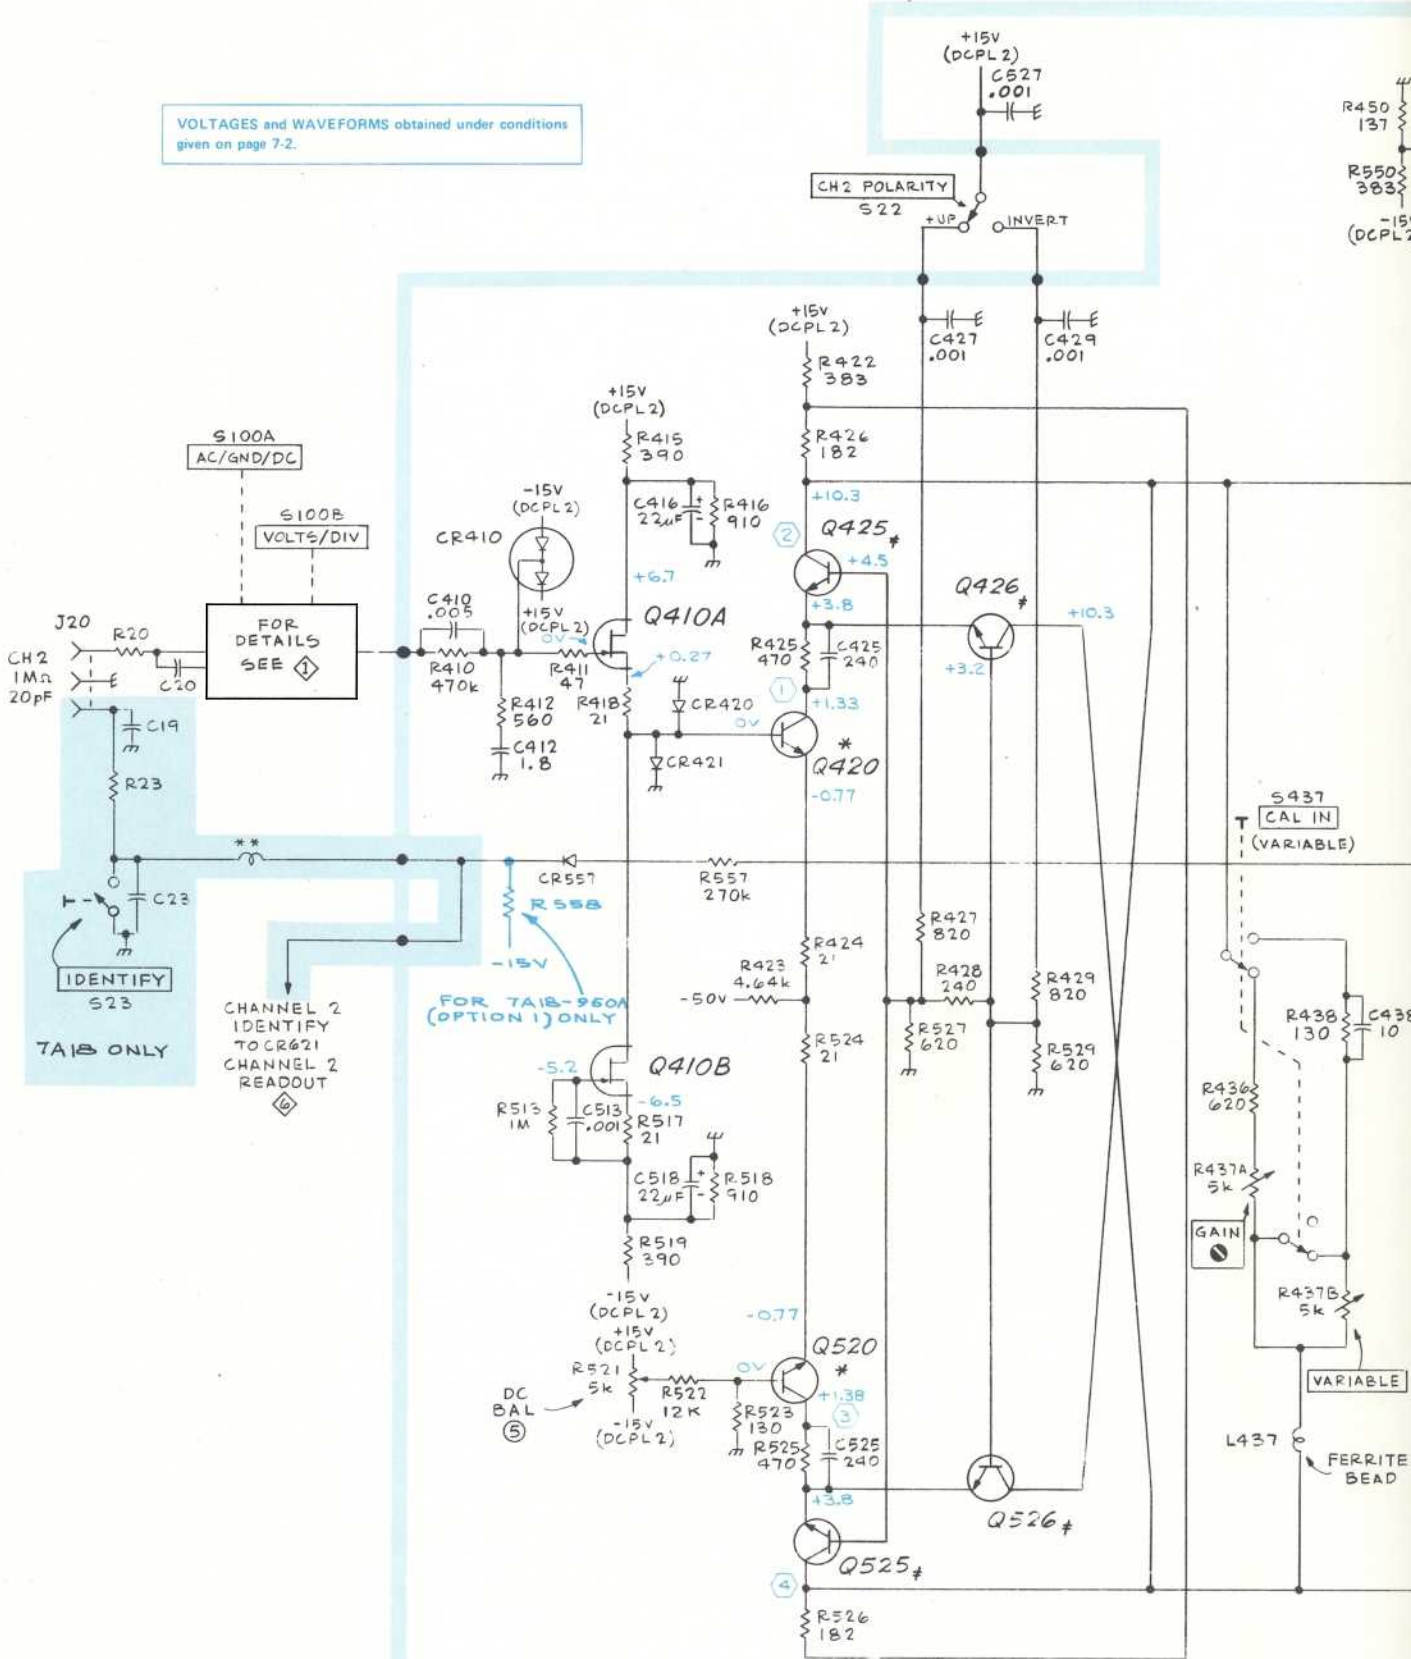 VOLTAGES and WAVEFORMS obtained under conditions
given on page 7-2.
+15V
(DCPL 2)
C527
.001
R450
137
R550
383
(DCPL
CH2 POLARITY
S22
+UP
INVERT
C427
.001
C429
.001
+15V
(DCPL 2)
R422
383
R426
182
+10.3
2
Q425
+4.5
+3.8
+15V
(DCPL 2)
R415
390
C416
22µF
+
-
R416
910
S100A
AC/GND/DC
S100B
VOLTS/DIV
-15V
(DCPL 2)
CR410
+15V
(DCPL 2)
+6.7
Q410A
0V
+0.27
Q426
+10.3
+3.2
J20
CH 2
1MΩ
20pF
R20
C20
FOR
DETAILS
SEE 1
C410
.005
R410
470k
R411
47
R412
560
C412
1.8
R418
21
CR420
CR421
R425
470
C425
240
1
+1.33
0V
*
Q420
-0.77
C19
R23
**
C23
IDENTIFY
S23
7A18 ONLY
CHANNEL 2
IDENTIFY
TO CR621
CHANNEL 2
READOUT
6
CR557
R557
270k
R558
-15V
FOR 7A18-960A
(OPTION 1) ONLY
S437
CAL IN
(VARIABLE)
R424
21
R423
4.64k
-50V
R524
21
R427
820
R428
240
R429
820
R527
620
R529
620
R438
130
C438
10
R436
620
R437A
5k
GAIN
R437B
5k
VARIABLE
L437
FERRITE
BEAD
-5.2
Q410B
-6.5
R513
1M
C513
.001
R517
21
C518
22µF
+
-
R518
910
R519
390
-15V
(DCPL 2)
+15V
(DCPL 2)
R521
5k
DC
BAL
5
-15V
(DCPL 2)
R522
12K
R523
130
-0.77
Q520
*
0V
+1.38
3
R525
470
C525
240
+3.8
Q526
Q525
4
R526
182